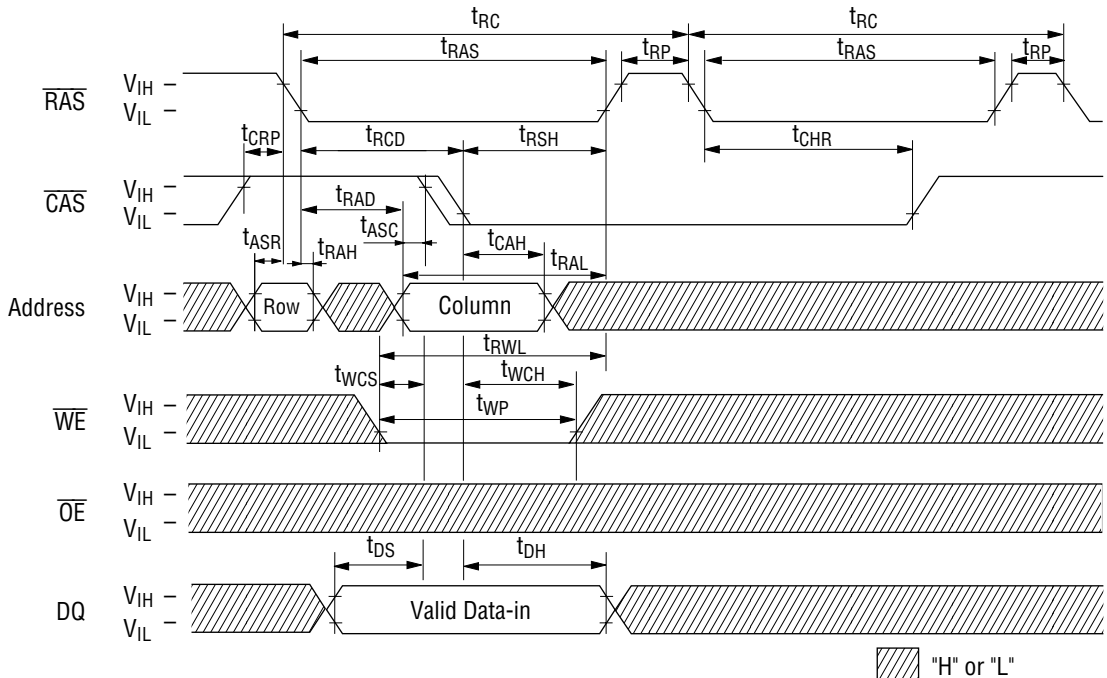 tRC tRC
tRAS tRP tRAS tRP
RAS VIH
VIL
tCRP tRCD tRSH tCHR
CAS VIH
VIL
tRAD
tASC tCAH
tASR tRAH tRAL
Address VIH
VIL
Row Column
tRWL
tWCS tWCH
WE VIH
VIL
tWP
OE VIH
VIL
tDS tDH
DQ VIH
VIL
Valid Data-in
"H" or "L"